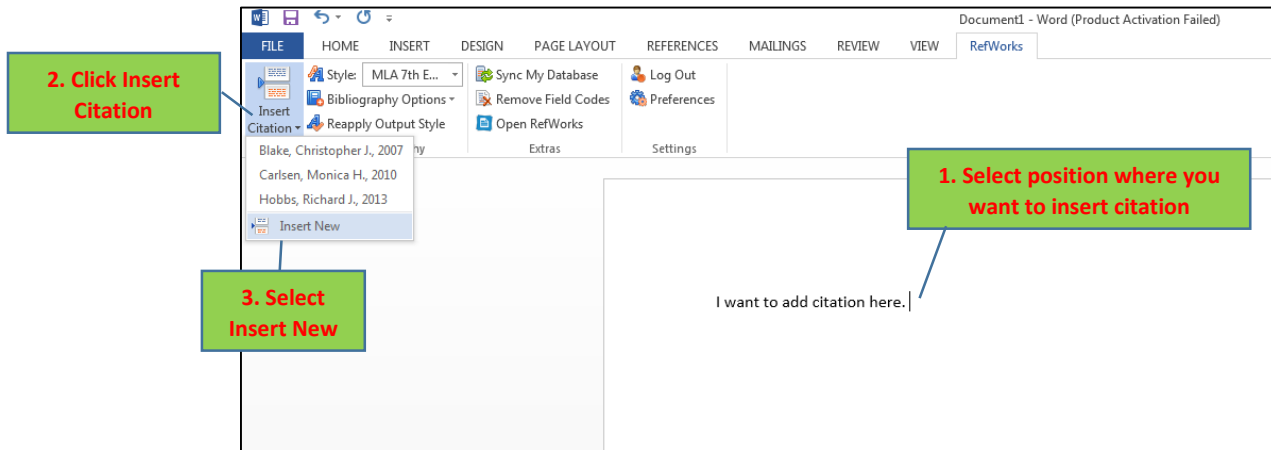 Document1 - Word (Product Activation Failed)
FILE HOME INSERT DESIGN PAGE LAYOUT REFERENCES MAILINGS REVIEW VIEW RefWorks
2. Click Insert
Citation
Insert
Citation
Style: MLA 7th E...
Bibliography Options
Reapply Output Style
hy
Sync My Database
Remove Field Codes
Open RefWorks
Extras
Log Out
Preferences
Settings
Blake, Christopher J., 2007
Carlsen, Monica H., 2010
Hobbs, Richard J., 2013
Insert New
1. Select position where you
want to insert citation
3. Select
Insert New
I want to add citation here.